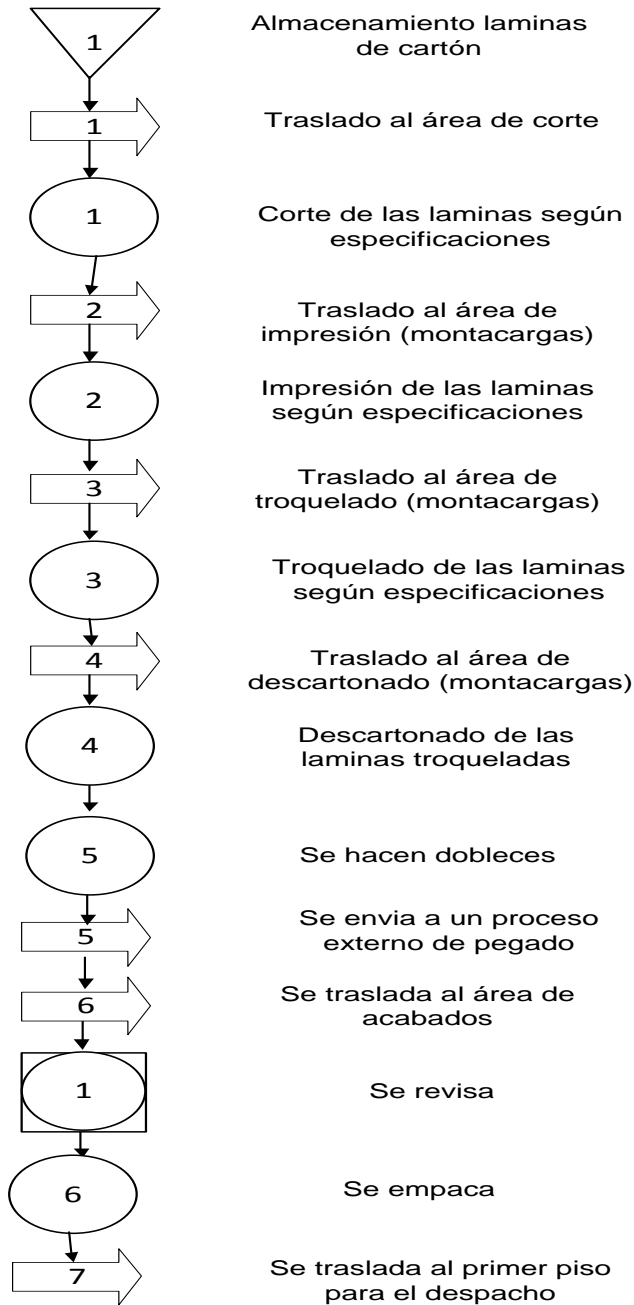 1
Almacenamiento laminas
de cartón
1
Traslado al área de corte
1
Corte de las laminas según
especificaciones
2
Traslado al área de
impresión (montacargas)
2
Impresión de las laminas
según especificaciones
3
Traslado al área de
troquelado (montacargas)
3
Troquelado de las laminas
según especificaciones
4
Traslado al área de
descartonado (montacargas)
4
Descartonado de las
laminas troqueladas
5
Se hacen dobleces
5
Se envia a un proceso
externo de pegado
6
Se traslada al área de
acabados
1
Se revisa
6
Se empaca
7
Se traslada al primer piso
para el despacho